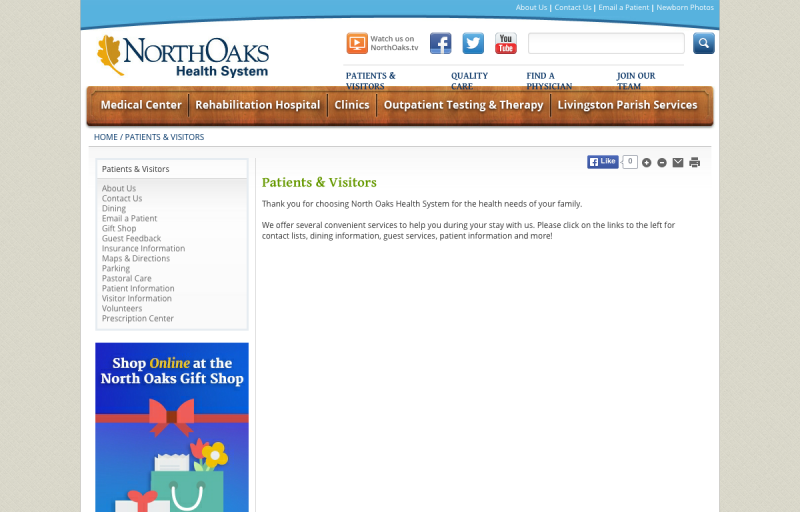 About Us | Contact Us | Email a Patient | Newborn Photos
NORTHOAKS
Health System
Watch us on
NorthOaks.tv
You
Tube
PATIENTS &
VISITORS
QUALITY
CARE
FIND A
PHYSICIAN
JOIN OUR
TEAM
Medical Center
Rehabilitation Hospital
Clinics
Outpatient Testing & Therapy
Livingston Parish Services
HOME / PATIENTS & VISITORS
Like
0
Patients & Visitors
About Us
Contact Us
Dining
Email a Patient
Gift Shop
Guest Feedback
Insurance Information
Maps & Directions
Parking
Pastoral Care
Patient Information
Visitor Information
Volunteers
Prescription Center
Patients & Visitors
Thank you for choosing North Oaks Health System for the health needs of your family.
We offer several convenient services to help you during your stay with us. Please click on the links to the left for
contact lists, dining information, guest services, patient information and more!
Shop Online at the
North Oaks Gift Shop